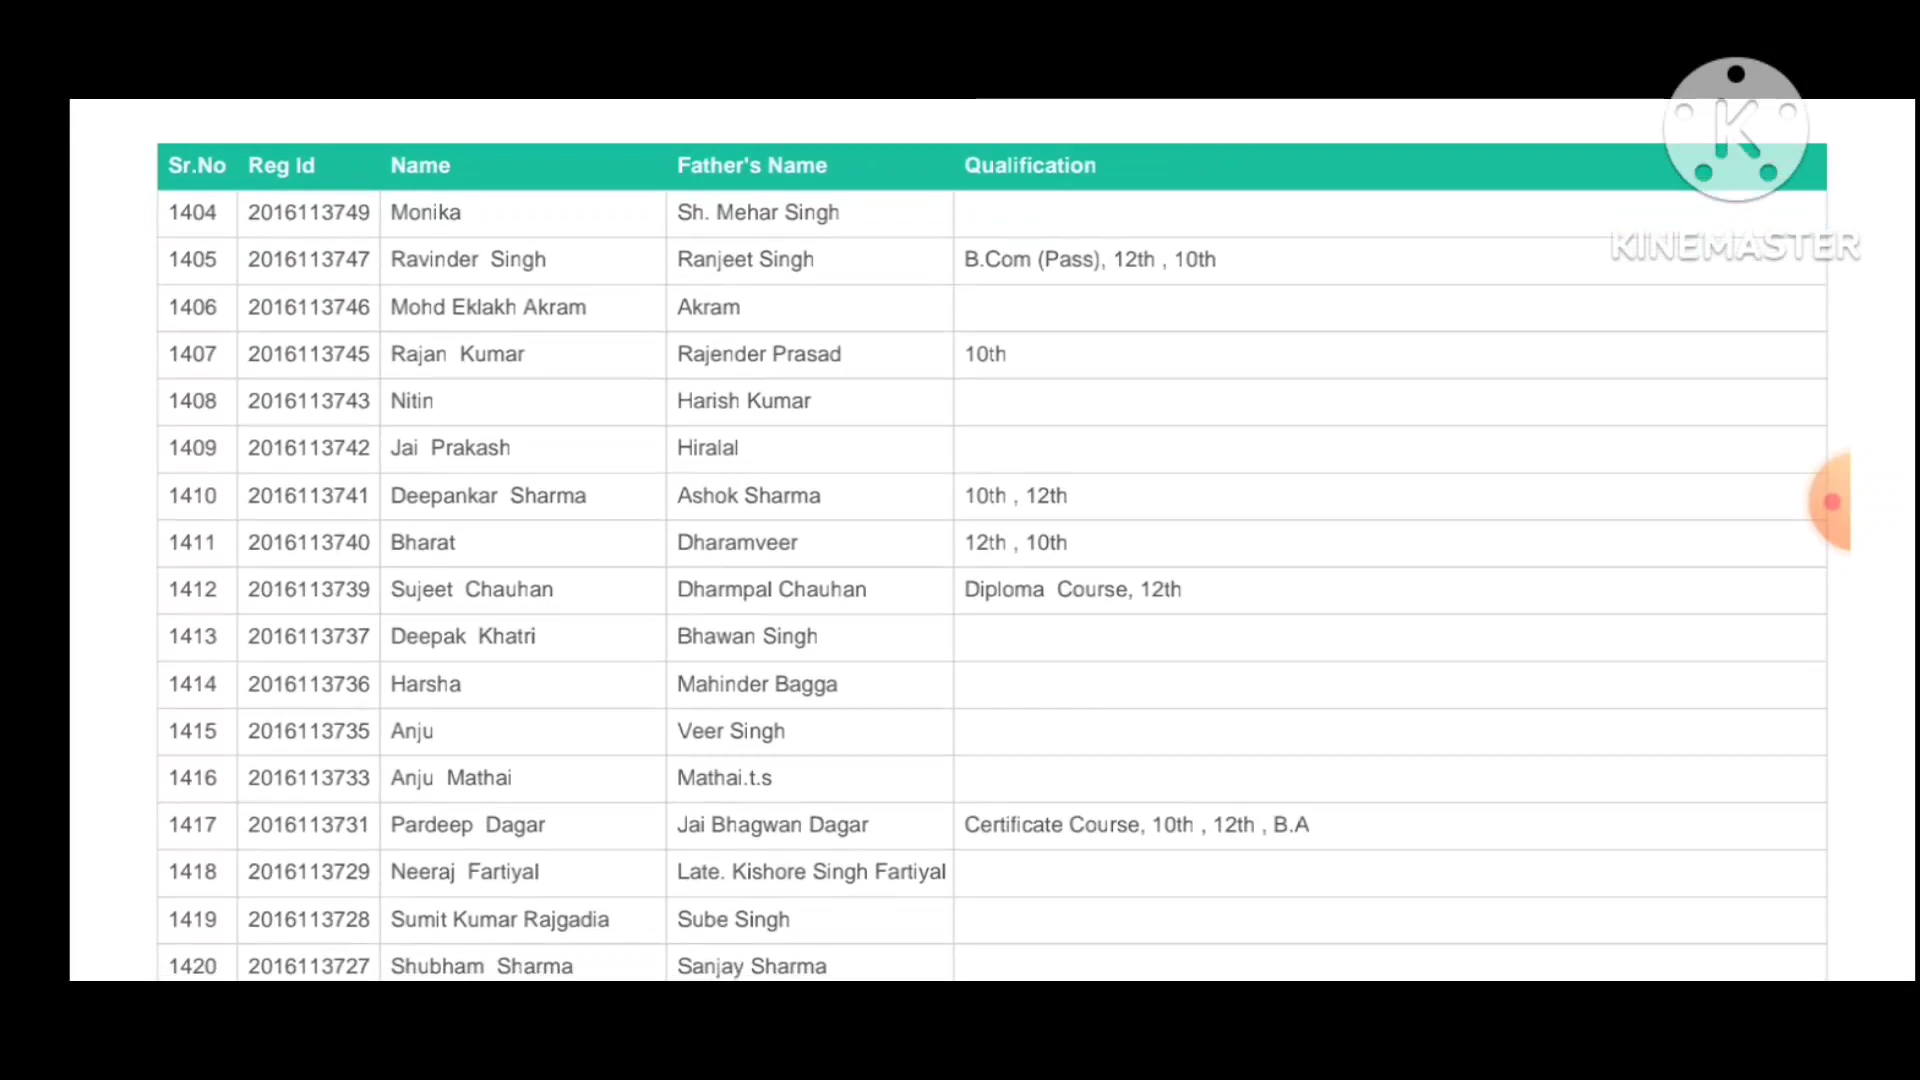 Sr.No Reg Id Name Father's Name Qualification
1404 2016113749 Monika Sh. Mehar Singh
1405 2016113747 Ravinder Singh Ranjeet Singh B.Com (Pass), 12th , 10th
1406 2016113746 Mohd Eklakh Akram Akram
1407 2016113745 Rajan Kumar Rajender Prasad 10th
1408 2016113743 Nitin Harish Kumar
1409 2016113742 Jai Prakash Hiralal
1410 2016113741 Deepankar Sharma Ashok Sharma 10th , 12th
1411 2016113740 Bharat Dharamveer 12th , 10th
1412 2016113739 Sujeet Chauhan Dharmpal Chauhan Diploma Course, 12th
1413 2016113737 Deepak Khatri Bhawan Singh
1414 2016113736 Harsha Mahinder Bagga
1415 2016113735 Anju Veer Singh
1416 2016113733 Anju Mathai Mathai.t.s
1417 2016113731 Pardeep Dagar Jai Bhagwan Dagar Certificate Course, 10th , 12th , B.A
1418 2016113729 Neeraj Fartiyal Late. Kishore Singh Fartiyal
1419 2016113728 Sumit Kumar Rajgadia Sube Singh
1420 2016113727 Shubham Sharma Sanjay Sharma
K
KINEMASTER